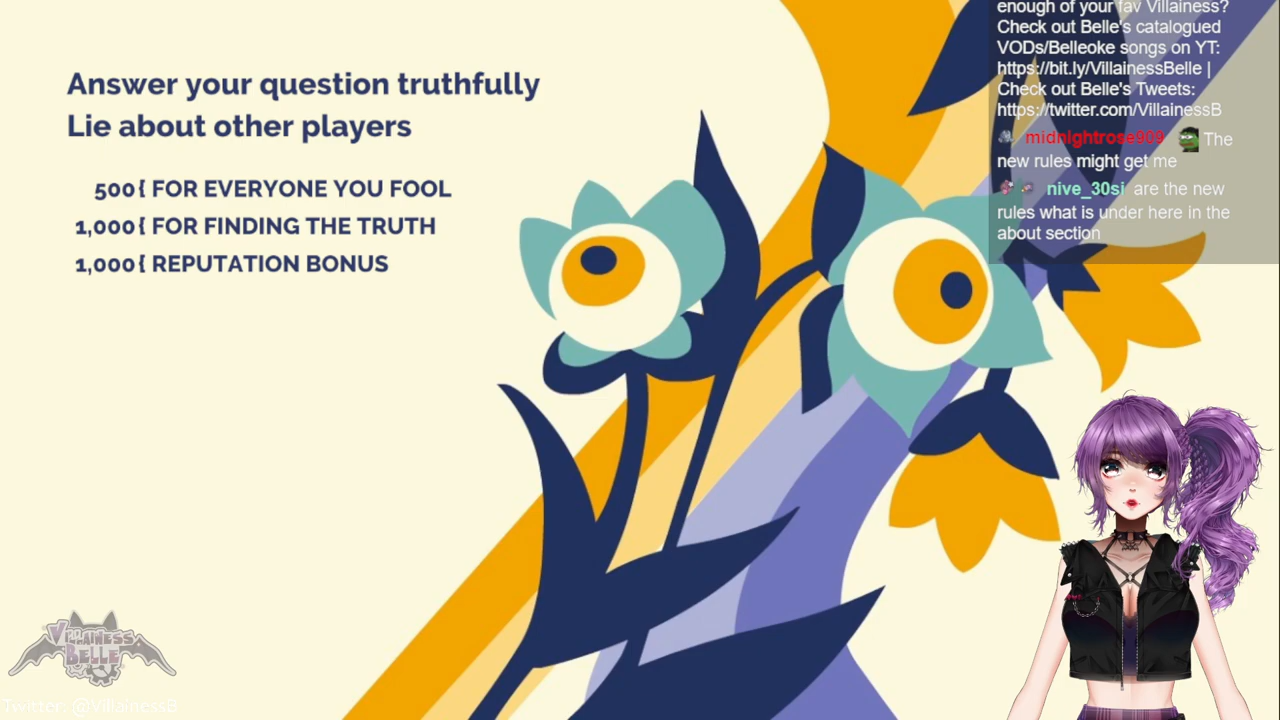 Answer your question truthfully
Lie about other players
500{ FOR EVERYONE YOU FOOL
1,000{ FOR FINDING THE TRUTH
1,000{ REPUTATION BONUS
enough of your fav Villainess?
Check out Belle's catalogued
VODs/Belleoke songs on YT:
https://bit.ly/VillainessBelle |
Check out Belle's Tweets:
https://twitter.com/VillainessB
midnightrose909 The
new rules might get me
nive_30si are the new
rules what is under here in the
about section
VILLAINESS
BELLE
Twitter: @VillainessB